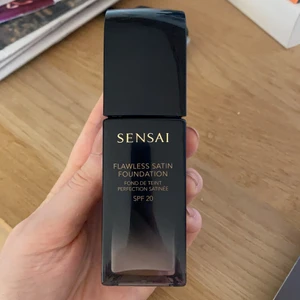 SENSAI
FLAWLESS SATIN
FOUNDATION
FOND DE TEINT
PERFECTION SATINÉE
SPF 20